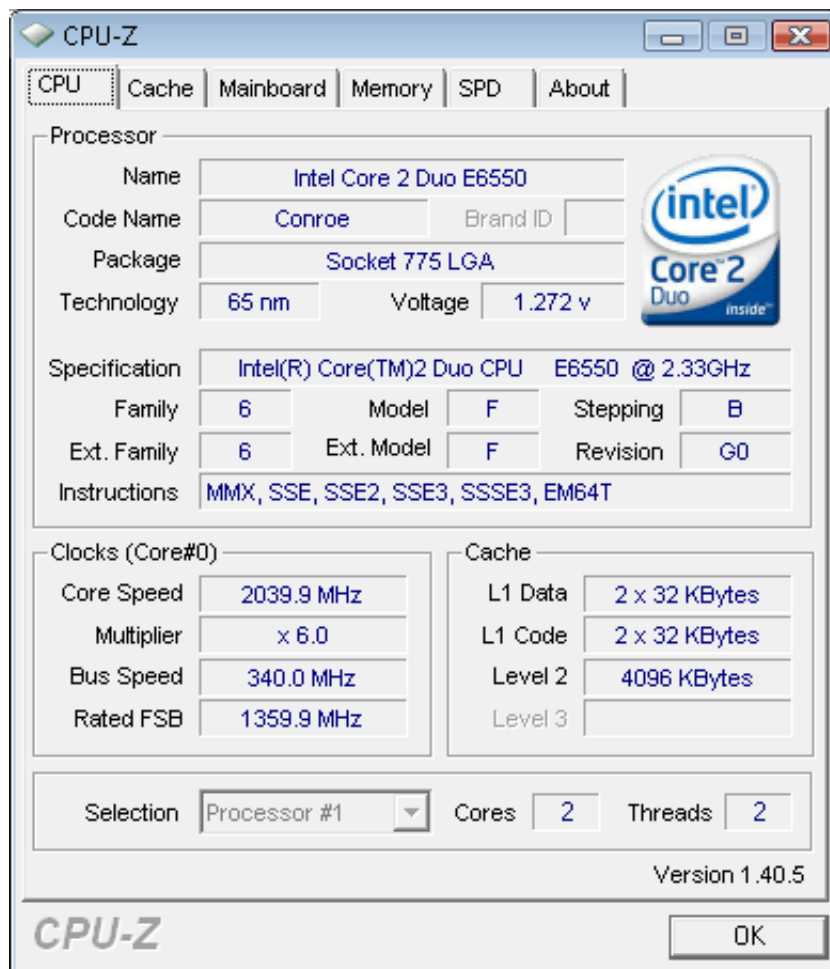 CPU-Z
CPU Cache Mainboard Memory SPD About
Processor
Name Intel Core 2 Duo E6550
Code Name Conroe Brand ID
Package Socket 775 LGA
Technology 65 nm Voltage 1.272 v
intel
Core™2
Duo
inside™
Specification Intel(R) Core(TM)2 Duo CPU E6550 @ 2.33GHz
Family 6 Model F Stepping B
Ext. Family 6 Ext. Model F Revision G0
Instructions MMX, SSE, SSE2, SSE3, SSSE3, EM64T
Clocks (Core#0)
Core Speed 2039.9 MHz
Multiplier x 6.0
Bus Speed 340.0 MHz
Rated FSB 1359.9 MHz
Cache
L1 Data 2 x 32 KBytes
L1 Code 2 x 32 KBytes
Level 2 4096 KBytes
Level 3
Selection Processor #1 Cores 2 Threads 2
Version 1.40.5
CPU-Z OK